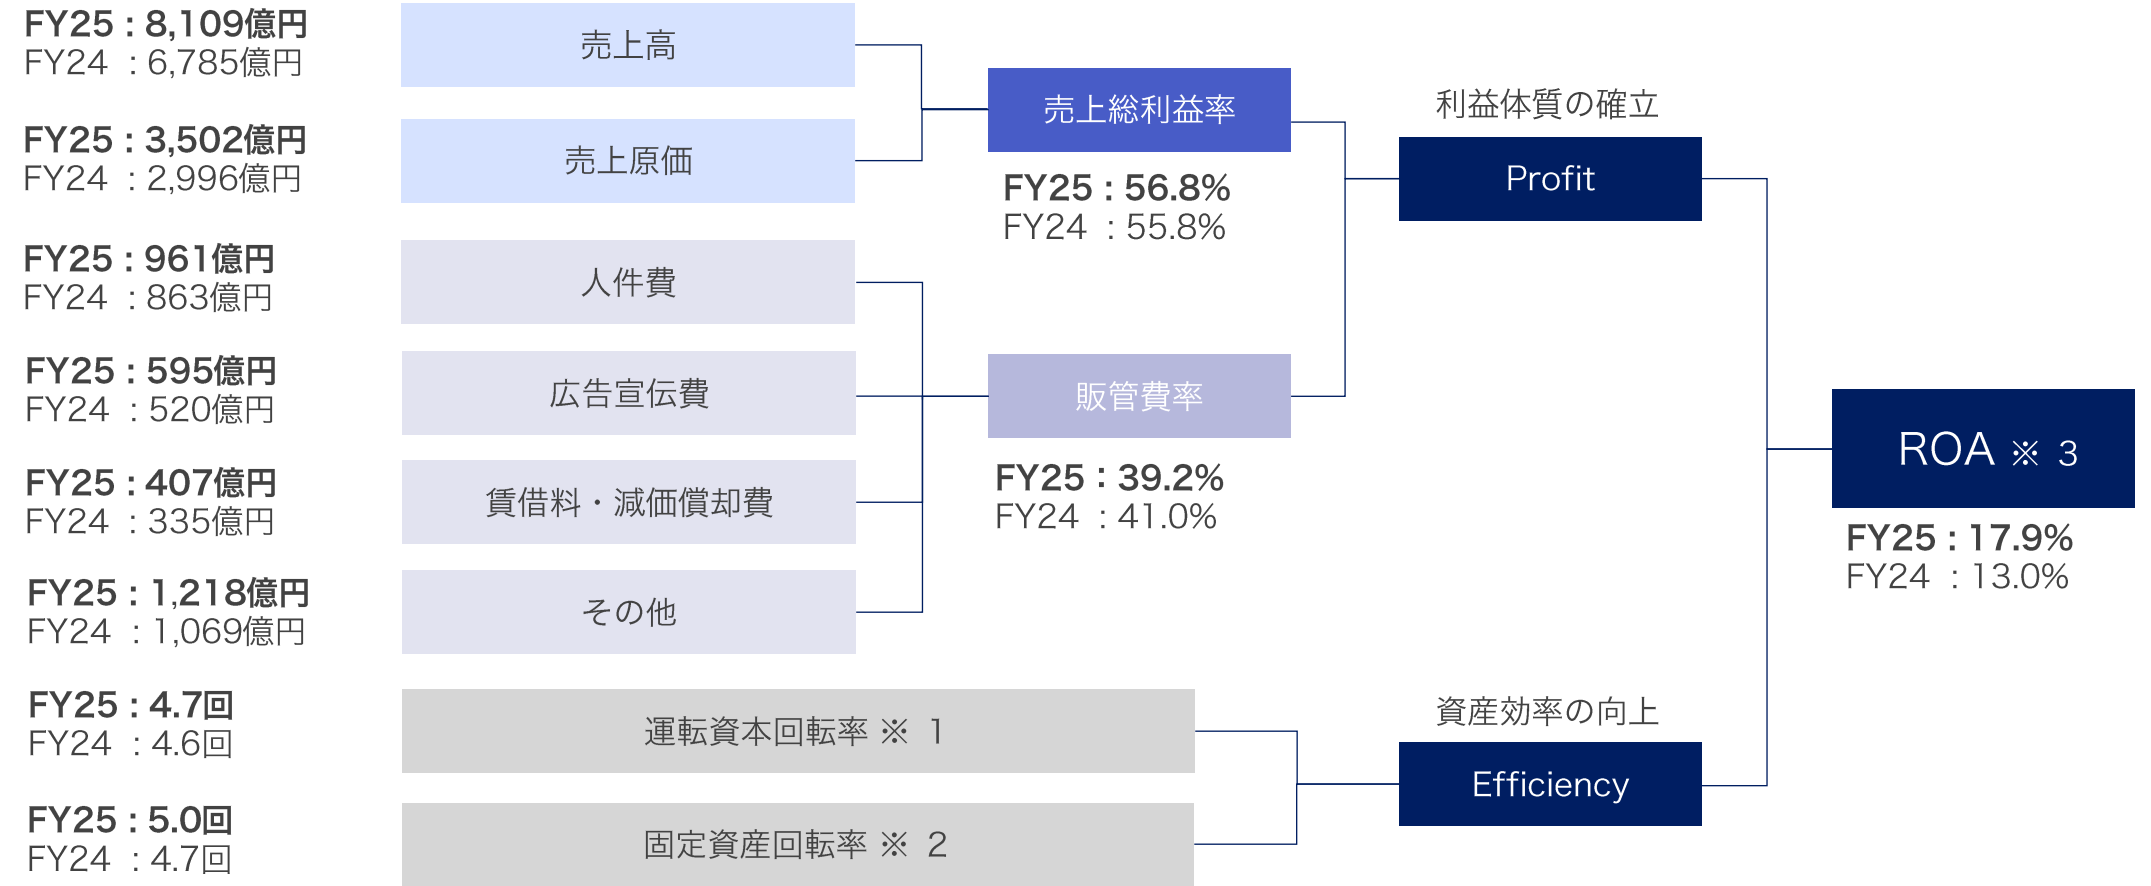 FY25 : 8,109億円
FY24 : 6,785億円
売上高
FY25 : 3,502億円
FY24 : 2,996億円
売上原価
売上総利益率
FY25 : 56.8%
FY24 : 55.8%
利益体質の確立
Profit
FY25 : 961億円
FY24 : 863億円
人件費
FY25 : 595億円
FY24 : 520億円
広告宣伝費
FY25 : 407億円
FY24 : 335億円
賃借料・減価償却費
FY25 : 1,218億円
FY24 : 1,069億円
その他
販管費率
FY25 : 39.2%
FY24 : 41.0%
ROA ※ 3
FY25 : 17.9%
FY24 : 13.0%
FY25 : 4.7回
FY24 : 4.6回
運転資本回転率 ※ 1
FY25 : 5.0回
FY24 : 4.7回
固定資産回転率 ※ 2
資産効率の向上
Efficiency